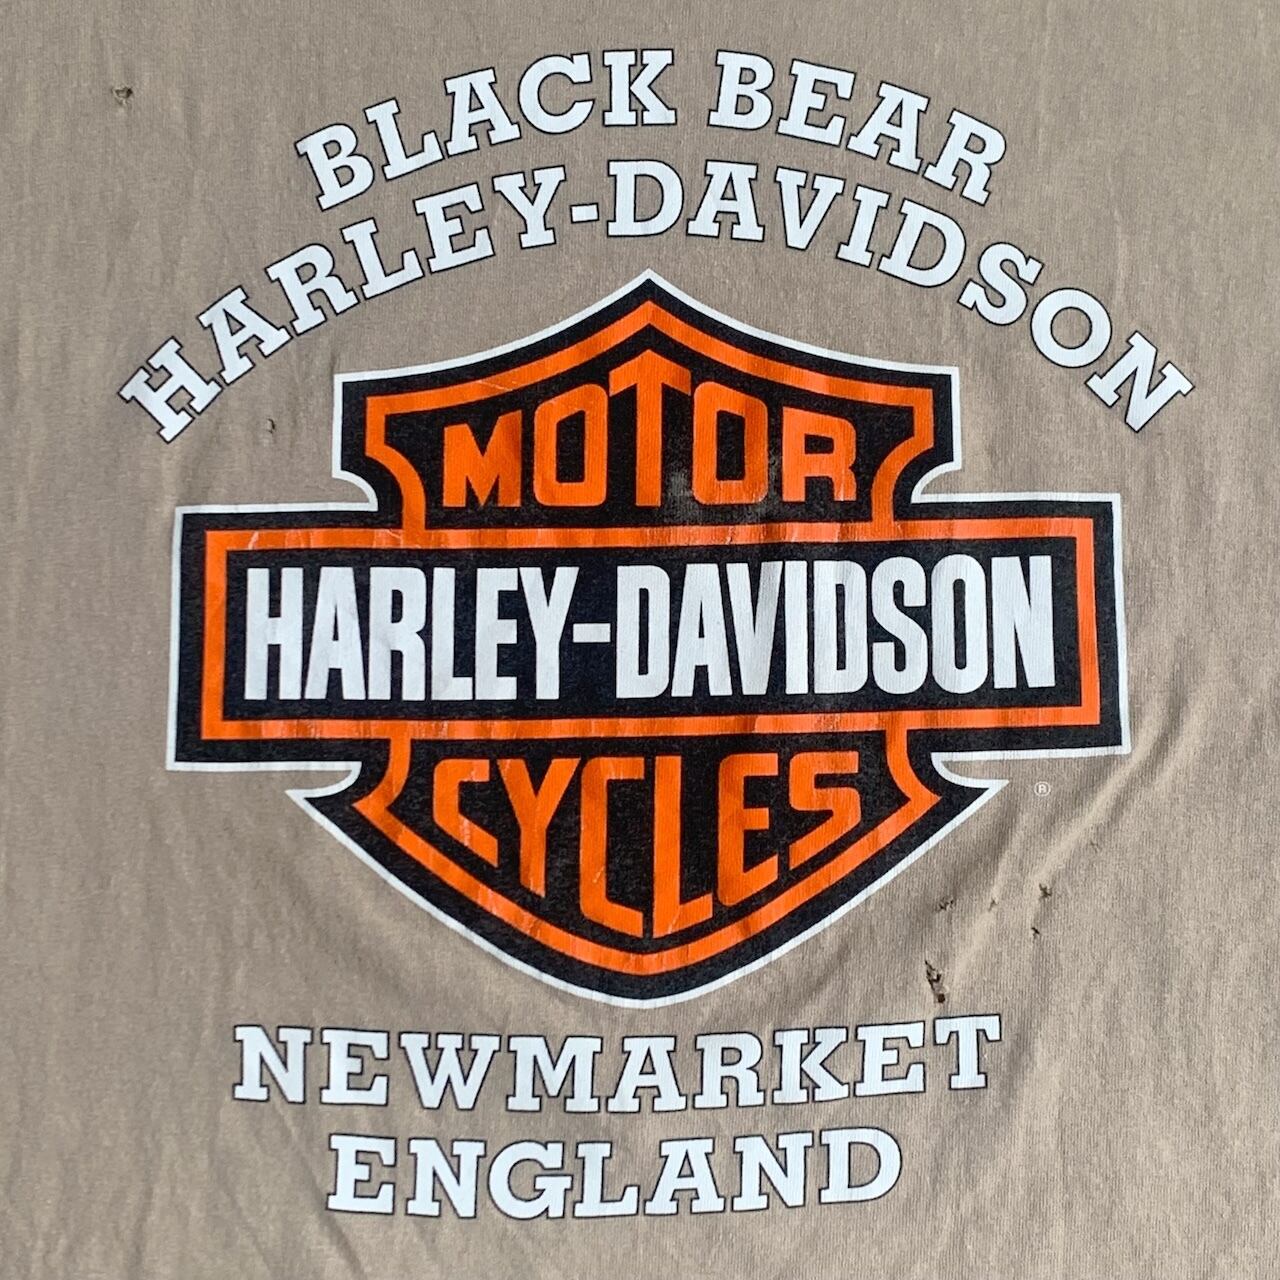 BLACK BEAR
HARLEY-DAVIDSON
MOTOR
HARLEY-DAVIDSON
CYCLES
®
NEWMARKET
ENGLAND